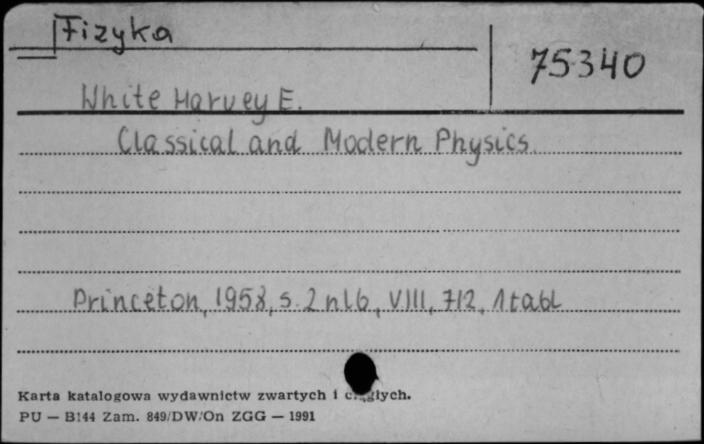 Fizyka
75340
White Harvey E.
Classical and Modern Physics.
Princeton, 1958, s. 2 nlb, VIII, 712, 1 tabl
Karta katalogowa wydawnictw zwartych i ciągłych.
PU — B144 Zam. 849/DW/On ZGG — 1991